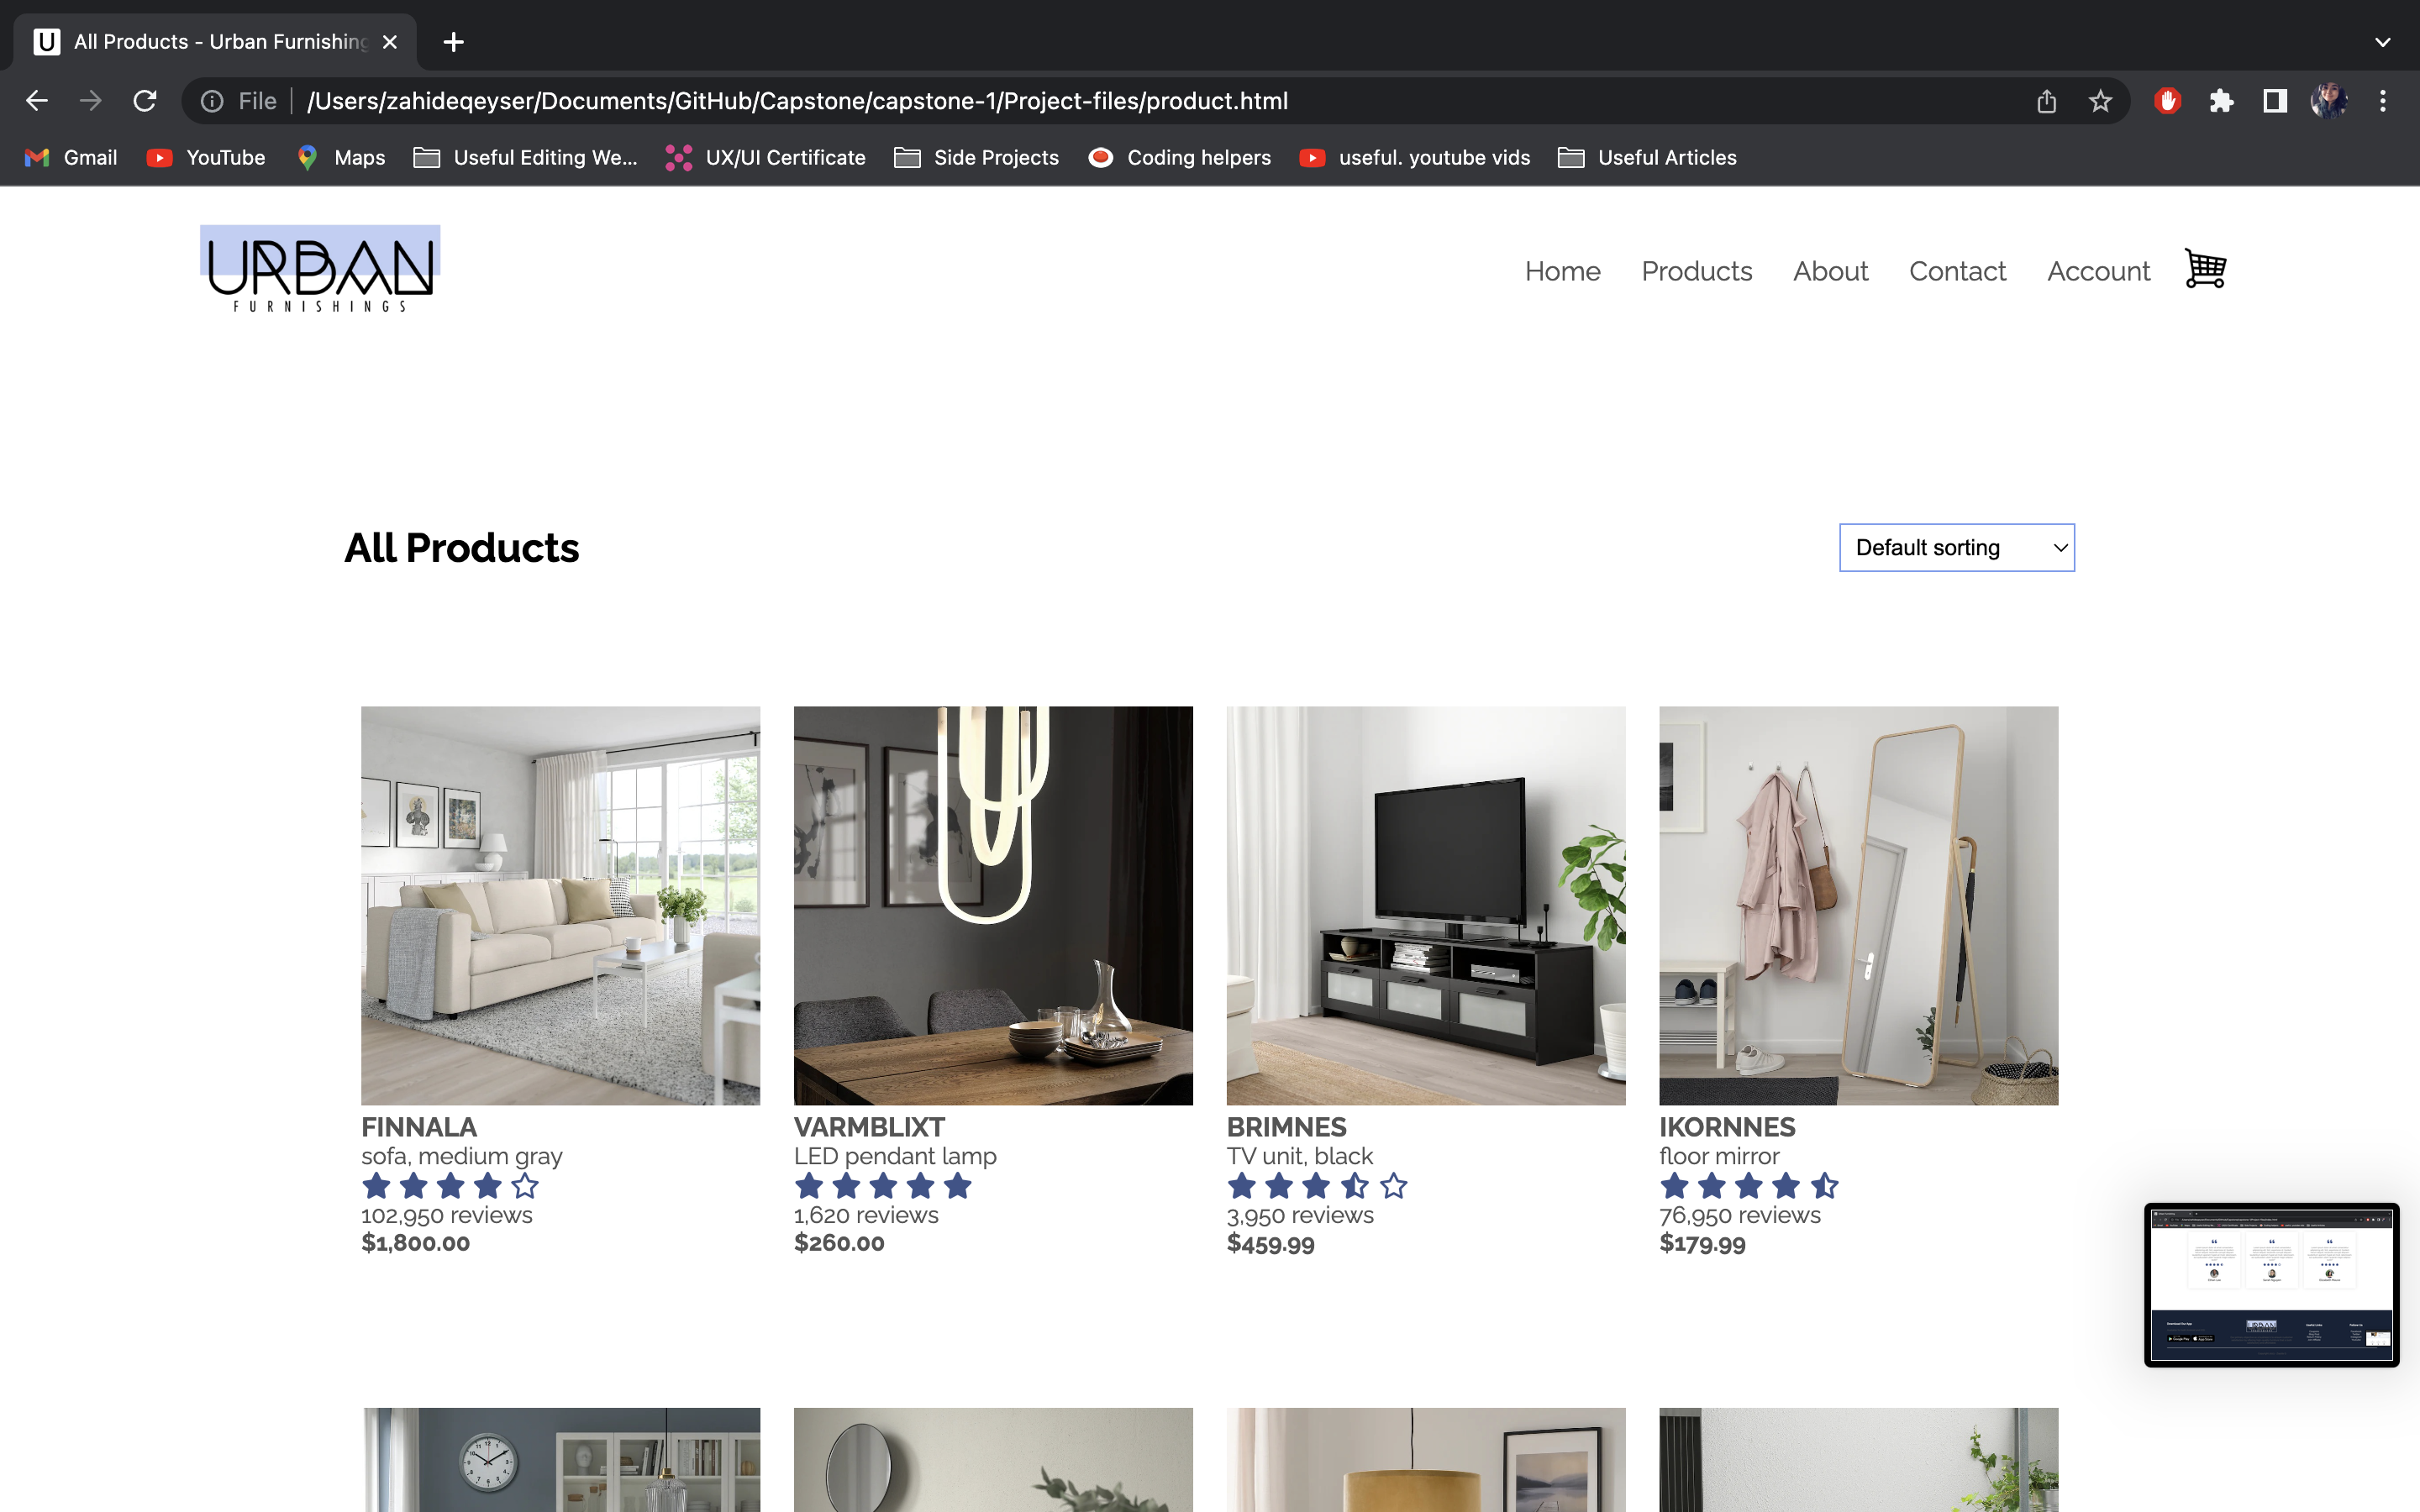 All Products - Urban Furnishing
File /Users/zahideqeyser/Documents/GitHub/Capstone/capstone-1/Project-files/product.html
Gmail YouTube Maps Useful Editing We... UX/UI Certificate Side Projects Coding helpers useful. youtube vids Useful Articles
URBAN
FURNISHINGS
Home Products About Contact Account
All Products
Default sorting
FINNALA
sofa, medium gray
102,950 reviews
$1,800.00
VARMBLIXT
LED pendant lamp
1,620 reviews
$260.00
BRIMNES
TV unit, black
3,950 reviews
$459.99
IKORNNES
floor mirror
76,950 reviews
$179.99